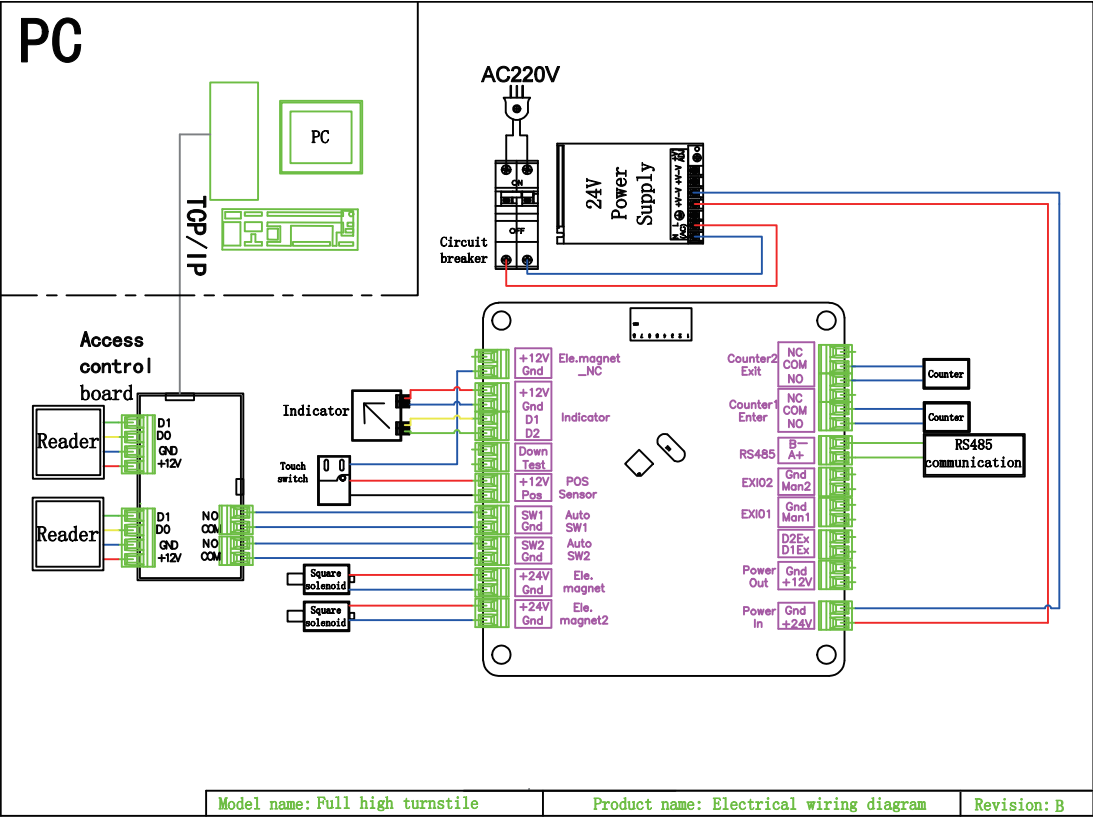 PC
PC
TCP/IP
AC220V
24V
Power
Supply
N L
(AC)
+V-V +V-V
ON
OFF
Circuit
breaker
Access
control
board
Reader
D1
D0
GND
+12V
Reader
D1
D0
GND
+12V
NO
COM
NO
COM
Indicator
Touch
switch
Square
solenoid
Square
solenoid
+12V
Gnd
Ele.magnet
_NC
+12V
Gnd
D1
D2
Indicator
Down
Test
+12V
Pos
POS
Sensor
SW1
Gnd
Auto
SW1
SW2
Gnd
Auto
SW2
+24V
Gnd
Ele.
magnet
+24V
Gnd
Ele.
magnet2
Counter2
Exit
NC
COM
NO
Counter1
Enter
NC
COM
NO
RS485
B—
A+
EXIO2
Gnd
Man2
EXIO1
Gnd
Man1
D2Ex
D1Ex
Power
Out
Gnd
+12V
Power
In
Gnd
+24V
Counter
Counter
RS485
communication
Model name: Full high turnstile
Product name: Electrical wiring diagram
Revision: B